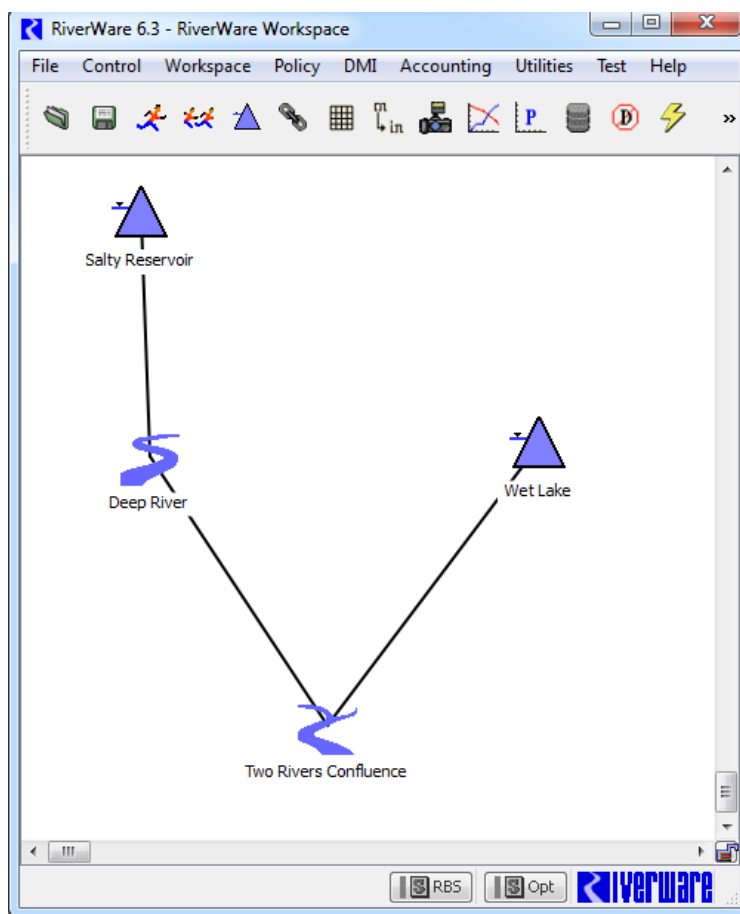 RiverWare 6.3 - RiverWare Workspace
File Control Workspace Policy DMI Accounting Utilities Test Help
m in P D »
Salty Reservoir
Deep River
Wet Lake
Two Rivers Confluence
S RBS S Opt RiverWare